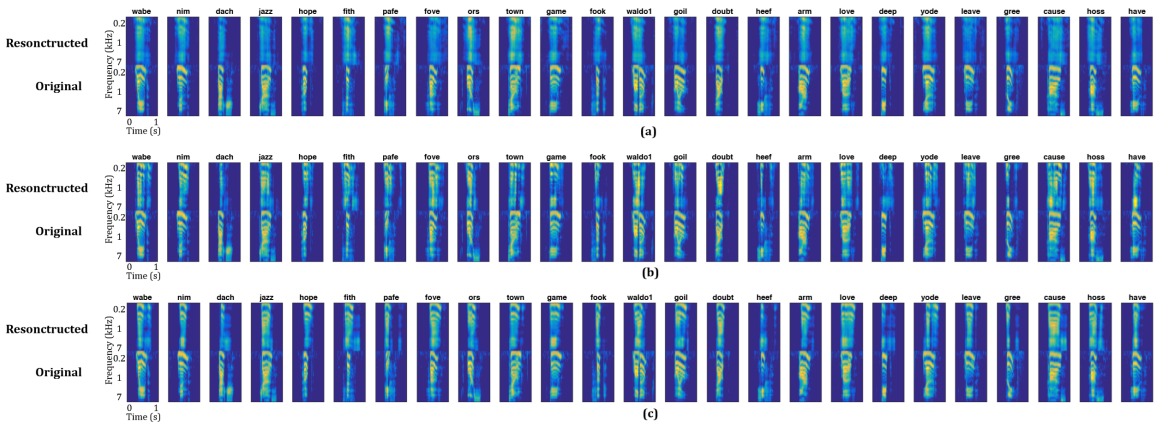 wabe nim dach jazz hope fith pafe fove ors town game fook waldo1 goil doubt heef arm love deep yode leave gree cause hoss have
Resonctructed
Original
Frequency (kHz)
0.2
1
7
0.2
1
7
0 1
Time (s)
(a)
wabe nim dach jazz hope fith pafe fove ors town game fook waldo1 goil doubt heef arm love deep yode leave gree cause hoss have
Resonctructed
Original
Frequency (kHz)
0.2
1
7
0.2
1
7
0 1
Time (s)
(b)
wabe nim dach jazz hope fith pafe fove ors town game fook waldo1 goil doubt heef arm love deep yode leave gree cause hoss have
Resonctructed
Original
Frequency (kHz)
0.2
1
7
0.2
1
7
0 1
Time (s)
(c)